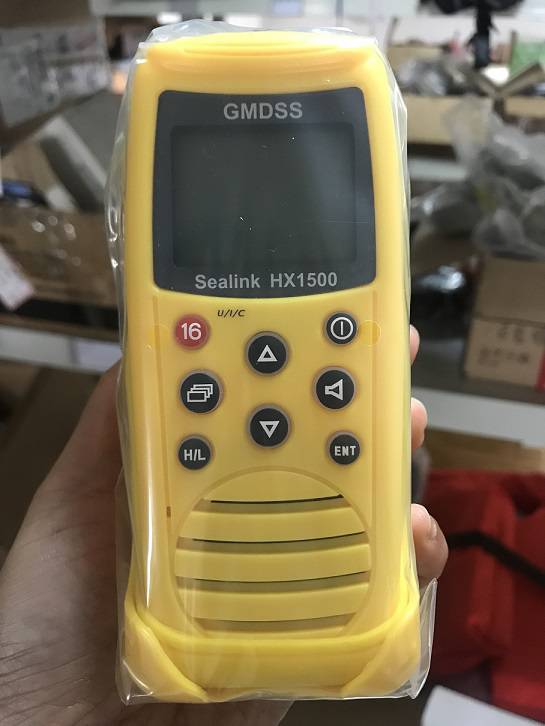 GMDSS
Sealink HX1500
U/I/C
16
H/L
ENT